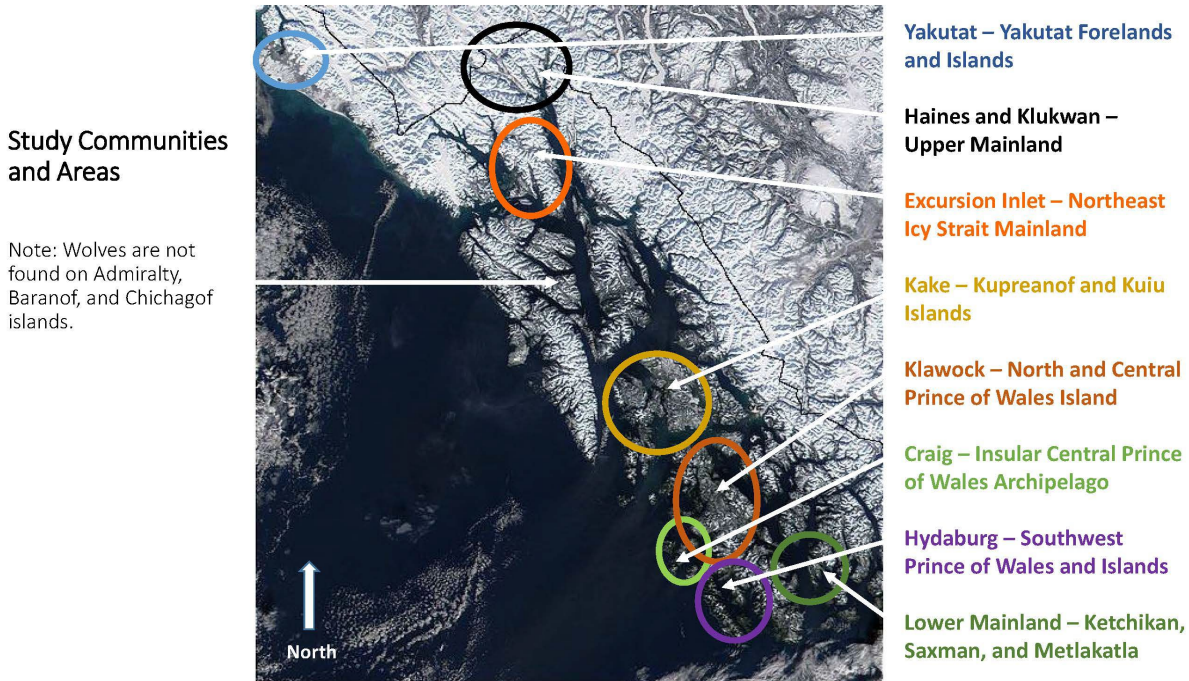 Study Communities
and Areas
Note: Wolves are not
found on Admiralty,
Baranof, and Chichagof
islands.
North
Yakutat – Yakutat Forelands
and Islands
Haines and Klukwan –
Upper Mainland
Excursion Inlet – Northeast
Icy Strait Mainland
Kake – Kupreanof and Kuiu
Islands
Klawock – North and Central
Prince of Wales Island
Craig – Insular Central Prince
of Wales Archipelago
Hydaburg – Southwest
Prince of Wales and Islands
Lower Mainland – Ketchikan,
Saxman, and Metlakatla